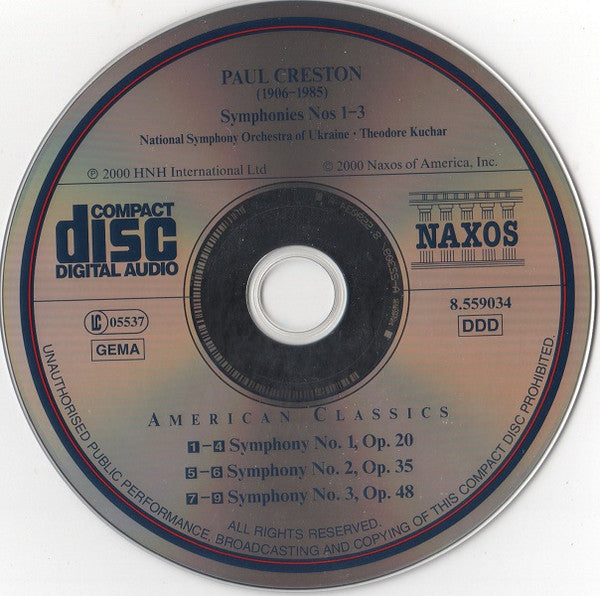 PAUL CRESTON
(1906–1985)
Symphonies Nos 1–3
National Symphony Orchestra of Ukraine • Theodore Kuchar
℗ 2000 HNH International Ltd
© 2000 Naxos of America, Inc.
COMPACT
disc
DIGITAL AUDIO
NAXOS
LC 05537
GEMA
8.559034
DDD
AMERICAN CLASSICS
1–4 Symphony No. 1, Op. 20
5–6 Symphony No. 2, Op. 35
7–9 Symphony No. 3, Op. 48
ALL RIGHTS RESERVED.
UNAUTHORISED PUBLIC PERFORMANCE, BROADCASTING AND COPYING OF THIS COMPACT DISC PROHIBITED.